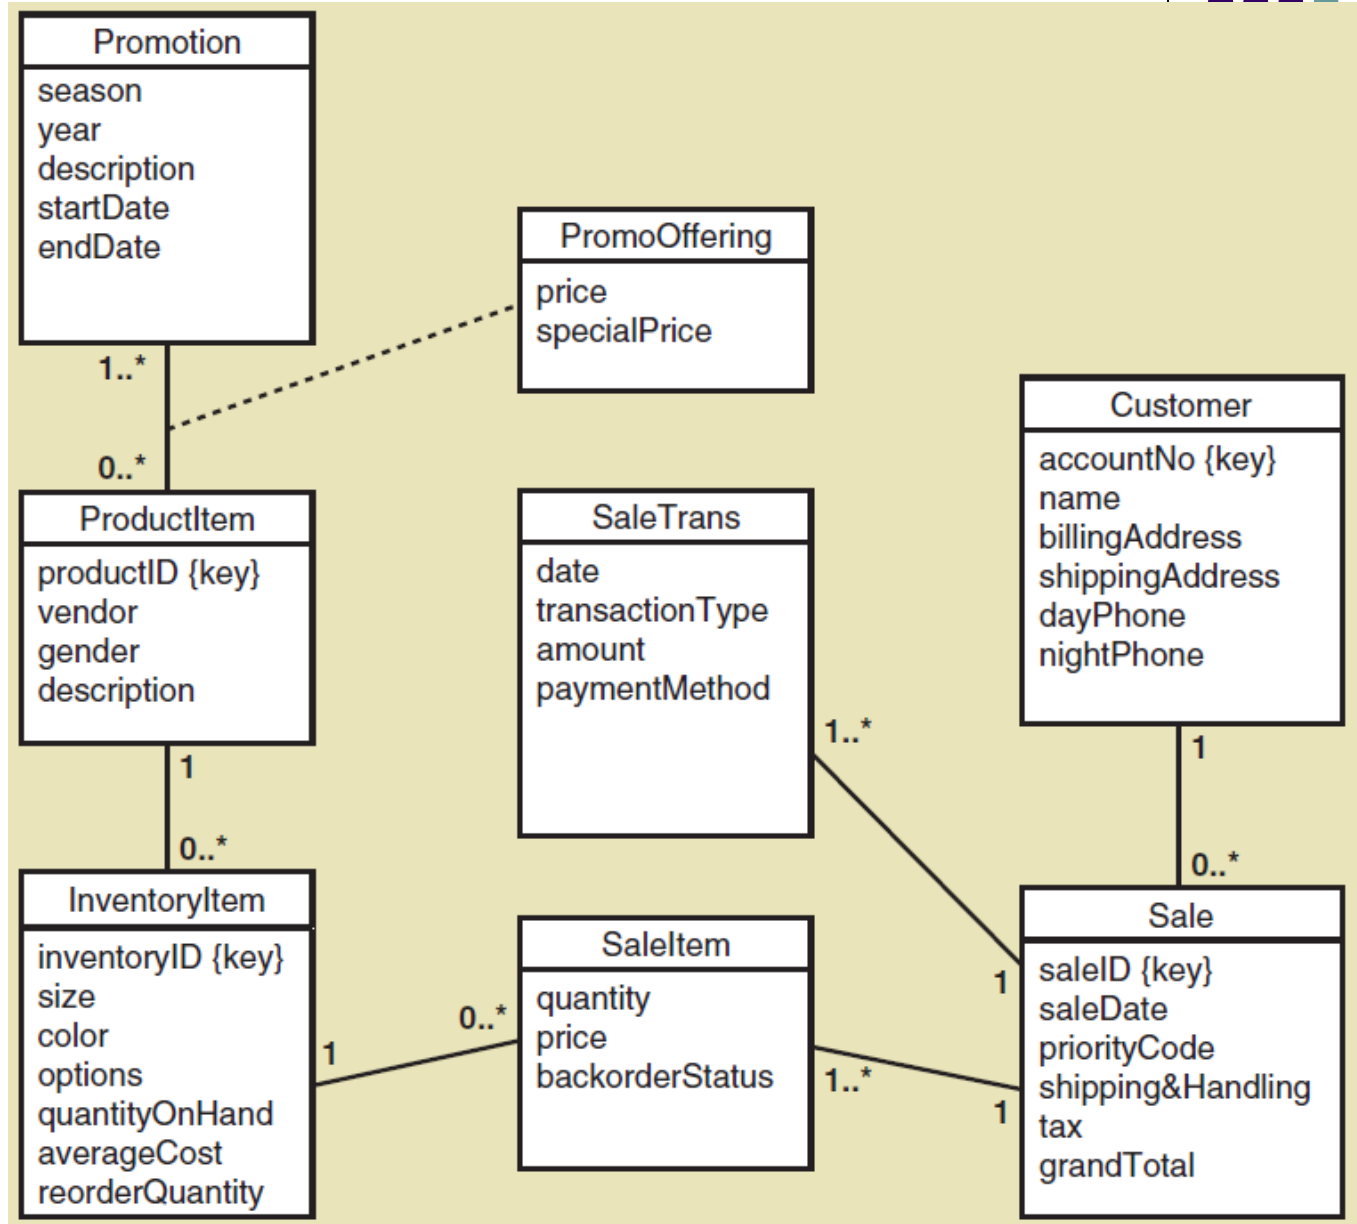 Promotion
season
year
description
startDate
endDate
1..*
0..*
PromoOffering
price
specialPrice
ProductItem
productID {key}
vendor
gender
description
1
0..*
SaleTrans
date
transactionType
amount
paymentMethod
1..*
1
Customer
accountNo {key}
name
billingAddress
shippingAddress
dayPhone
nightPhone
1
0..*
InventoryItem
inventoryID {key}
size
color
options
quantityOnHand
averageCost
reorderQuantity
1
0..*
SaleItem
quantity
price
backorderStatus
1..*
1
Sale
saleID {key}
saleDate
priorityCode
shipping&Handling
tax
grandTotal